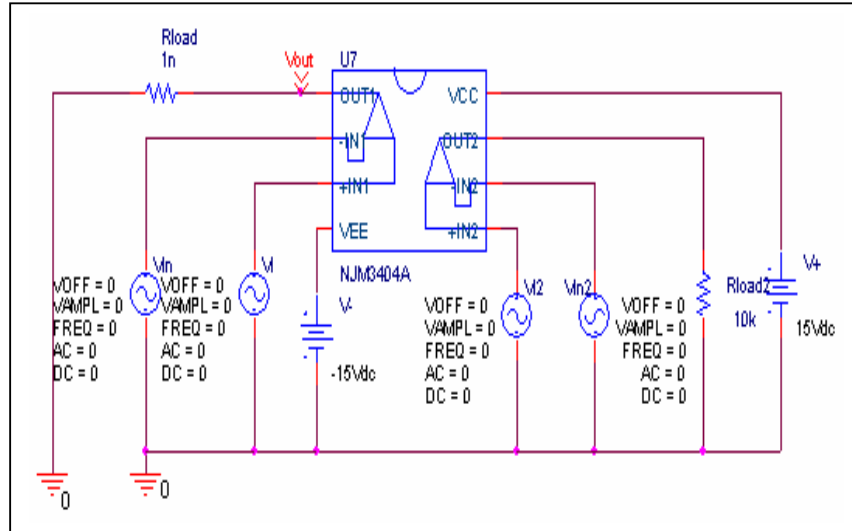 Rload
1n
Vout
U7
OUT1
VCC
-IN1
OUT2
+IN1
-IN2
VEE
+IN2
NJM3404A
Vin
VOFF = 0
VAMPL = 0
FREQ = 0
AC = 0
DC = 0
VI
VOFF = 0
VAMPL = 0
FREQ = 0
AC = 0
DC = 0
V-
-15Vdc
VI2
VOFF = 0
VAMPL = 0
FREQ = 0
AC = 0
DC = 0
Vin2
VOFF = 0
VAMPL = 0
FREQ = 0
AC = 0
DC = 0
Rload2
10k
V+
15Vdc
0
0